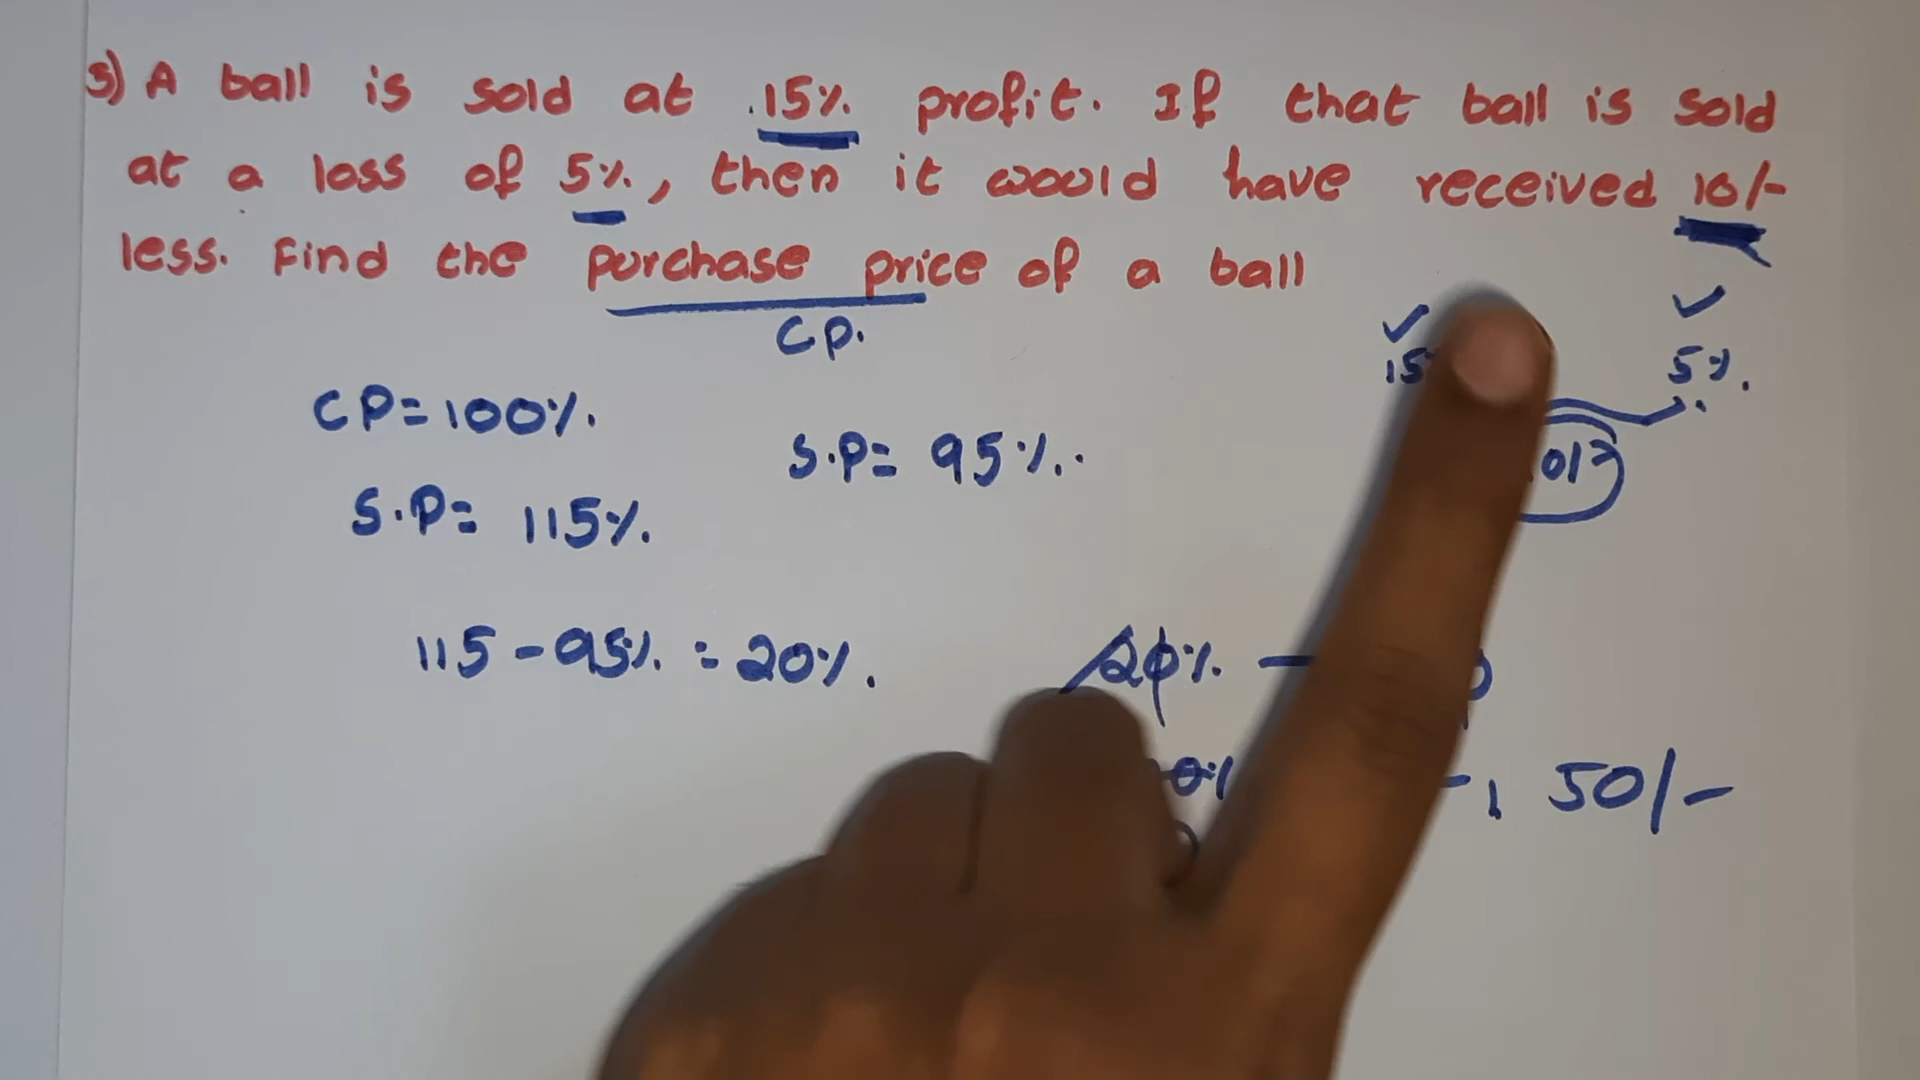 3) A ball is sold at 15% profit. If that ball is sold
at a loss of 5%, then it would have received 10/-
less. Find the purchase price of a ball
CP.
CP=100%.
S.P= 95%.
S.P= 115%.
115 - 95% = 20%.
20% -
50/-
5%.